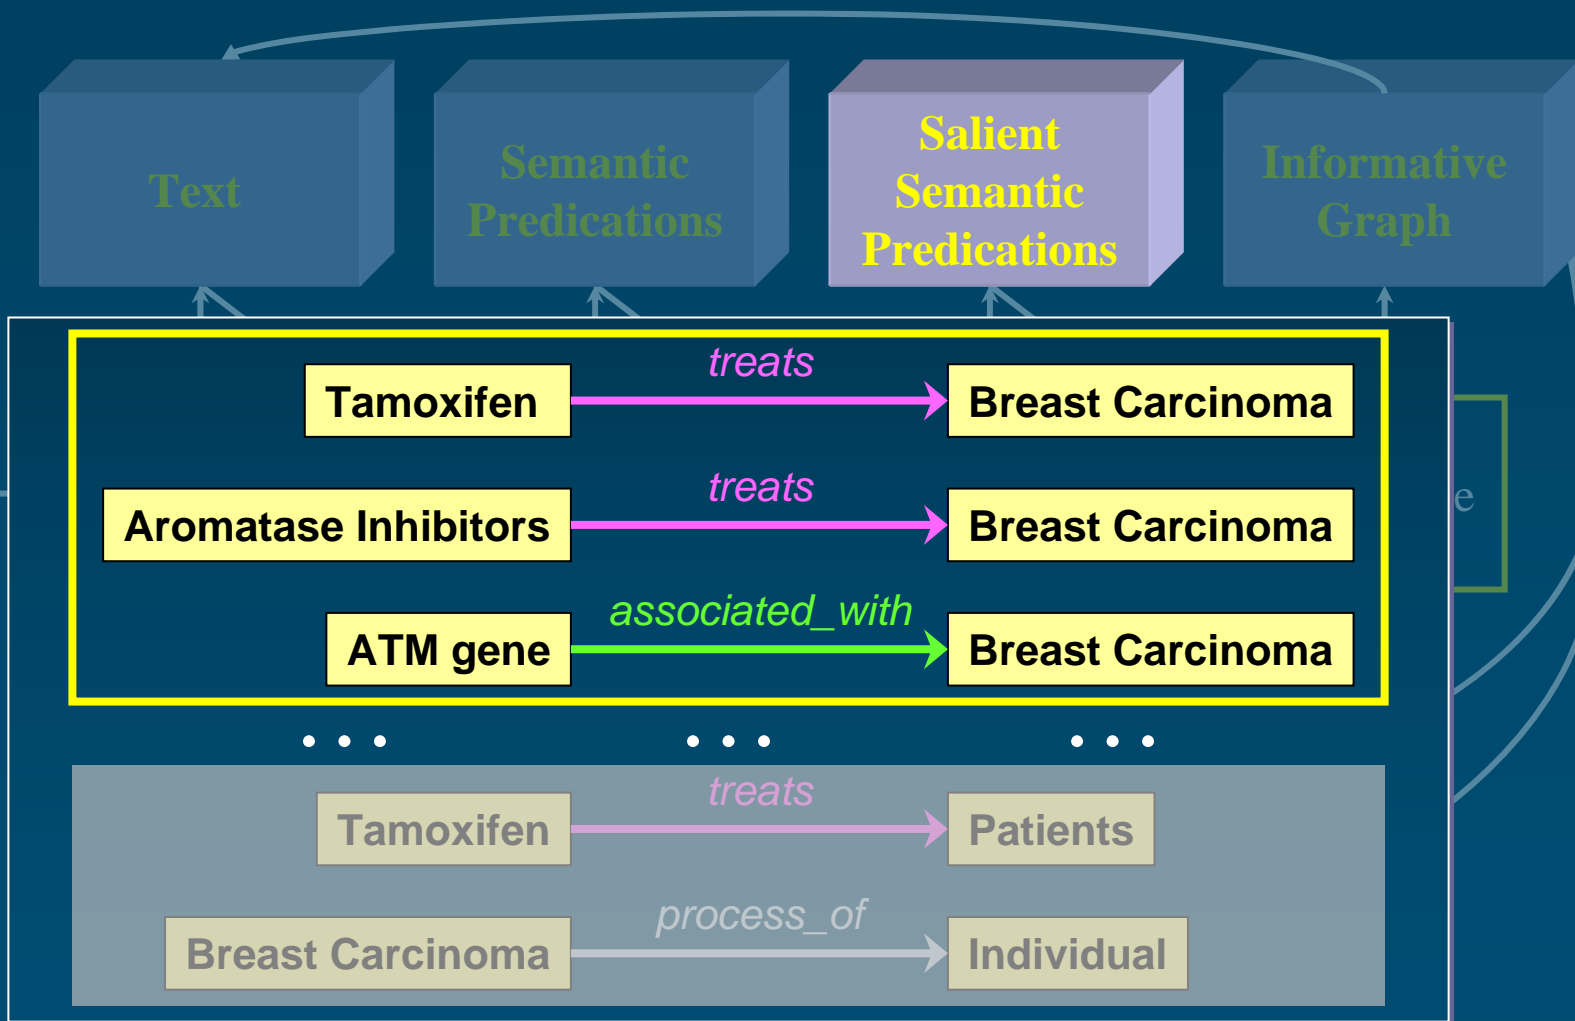 Text
Semantic
Predications
Salient
Semantic
Predications
Informative
Graph
treats
Tamoxifen
Breast Carcinoma
treats
Aromatase Inhibitors
Breast Carcinoma
associated_with
ATM gene
Breast Carcinoma
• • •
• • •
• • •
treats
Tamoxifen
Patients
process_of
Breast Carcinoma
Individual